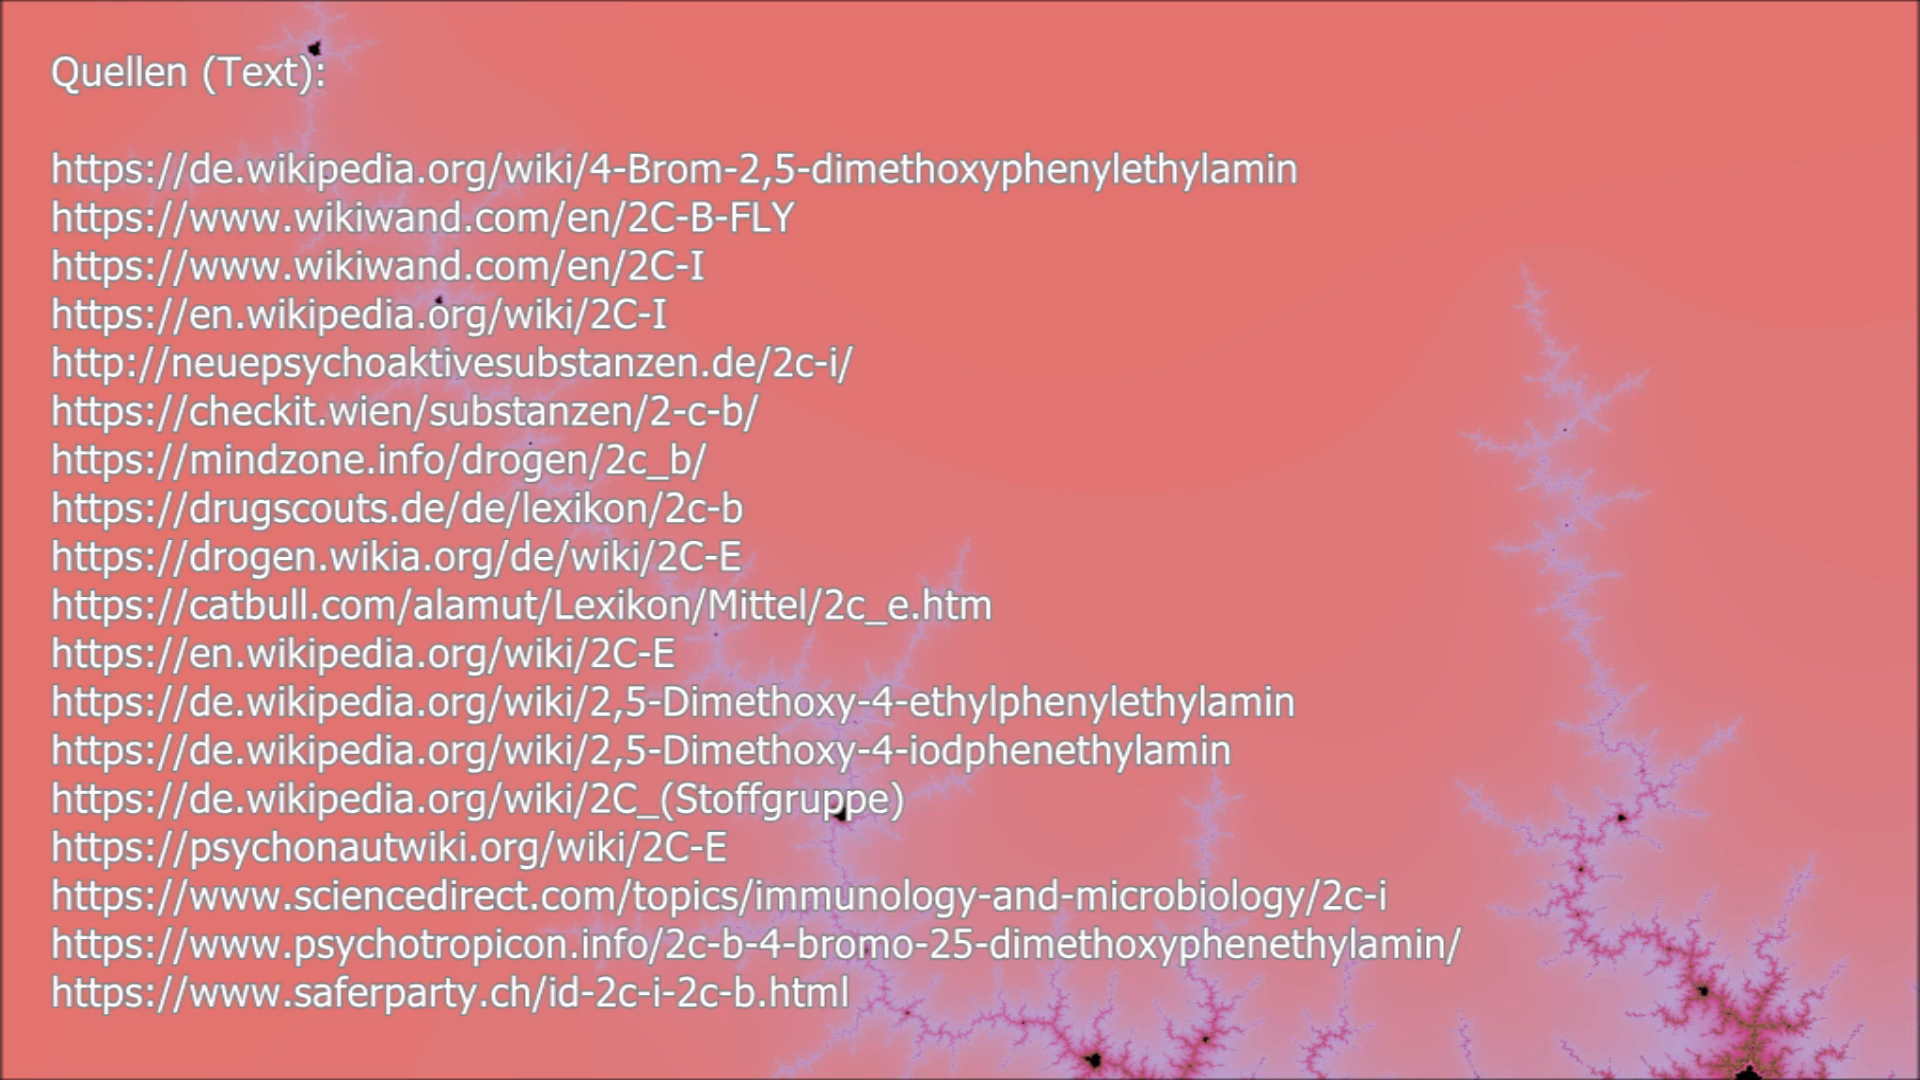 Quellen (Text):
https://de.wikipedia.org/wiki/4-Brom-2,5-dimethoxyphenylethylamin
https://www.wikiwand.com/en/2C-B-FLY
https://www.wikiwand.com/en/2C-I
https://en.wikipedia.org/wiki/2C-I
http://neuepsychoaktivesubstanzen.de/2c-i/
https://checkit.wien/substanzen/2-c-b/
https://mindzone.info/drogen/2c_b/
https://drugscouts.de/de/lexikon/2c-b
https://drogen.wikia.org/de/wiki/2C-E
https://catbull.com/alamut/Lexikon/Mittel/2c_e.htm
https://en.wikipedia.org/wiki/2C-E
https://de.wikipedia.org/wiki/2,5-Dimethoxy-4-ethylphenylethylamin
https://de.wikipedia.org/wiki/2,5-Dimethoxy-4-iodphenethylamin
https://de.wikipedia.org/wiki/2C_(Stoffgruppe)
https://psychonautwiki.org/wiki/2C-E
https://www.sciencedirect.com/topics/immunology-and-microbiology/2c-i
https://www.psychotropicon.info/2c-b-4-bromo-25-dimethoxyphenethylamin/
https://www.saferparty.ch/id-2c-i-2c-b.html